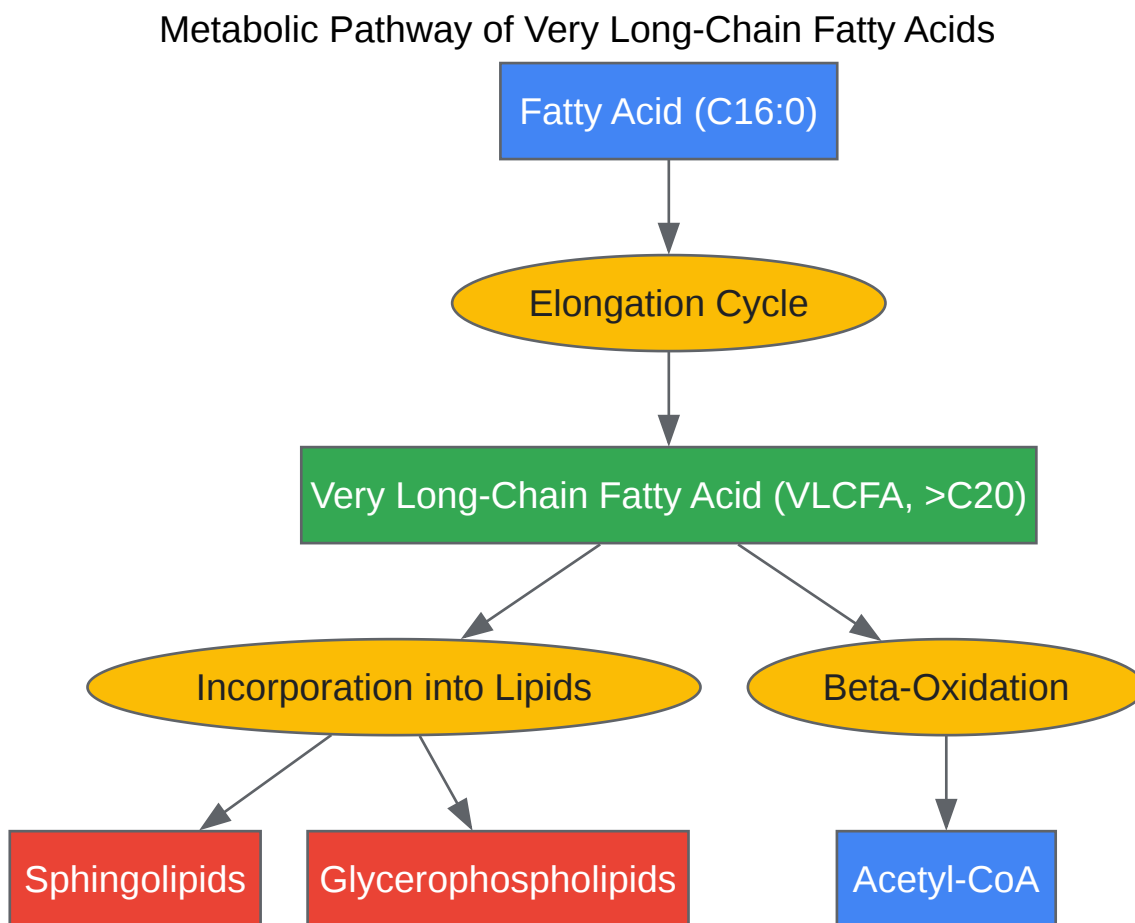 Metabolic Pathway of Very Long-Chain Fatty Acids
Fatty Acid (C16:0)
Elongation Cycle
Very Long-Chain Fatty Acid (VLCFA, >C20)
Incorporation into Lipids
Beta-Oxidation
Sphingolipids
Glycerophospholipids
Acetyl-CoA